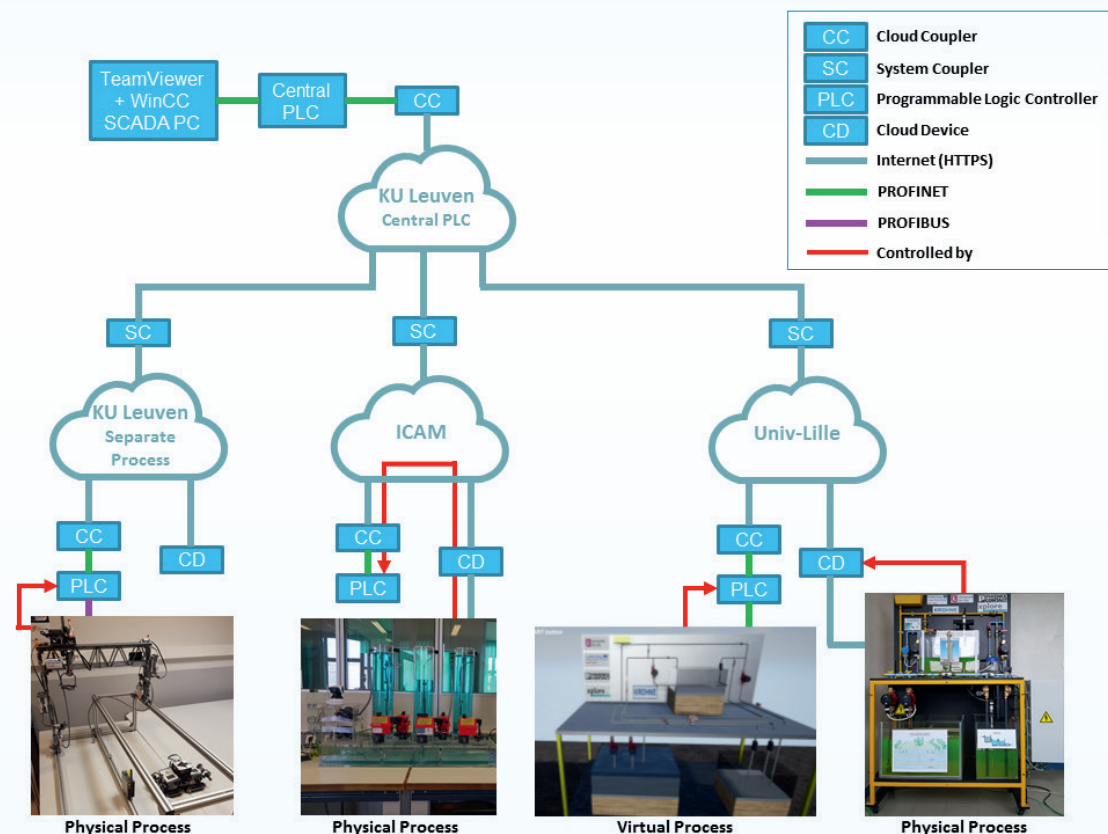 CC
Cloud Coupler
SC
System Coupler
PLC
Programmable Logic Controller
CD
Cloud Device
Internet (HTTPS)
PROFINET
PROFIBUS
Controlled by
TeamViewer
+ WinCC
SCADA PC
Central
PLC
CC
KU Leuven
Central PLC
SC
SC
SC
KU Leuven
Separate
Process
ICAM
Univ-Lille
CC
CD
PLC
CC
CD
PLC
CC
CD
PLC
KROHNE
KROHNE
xplore
Physical Process
Physical Process
Virtual Process
Physical Process